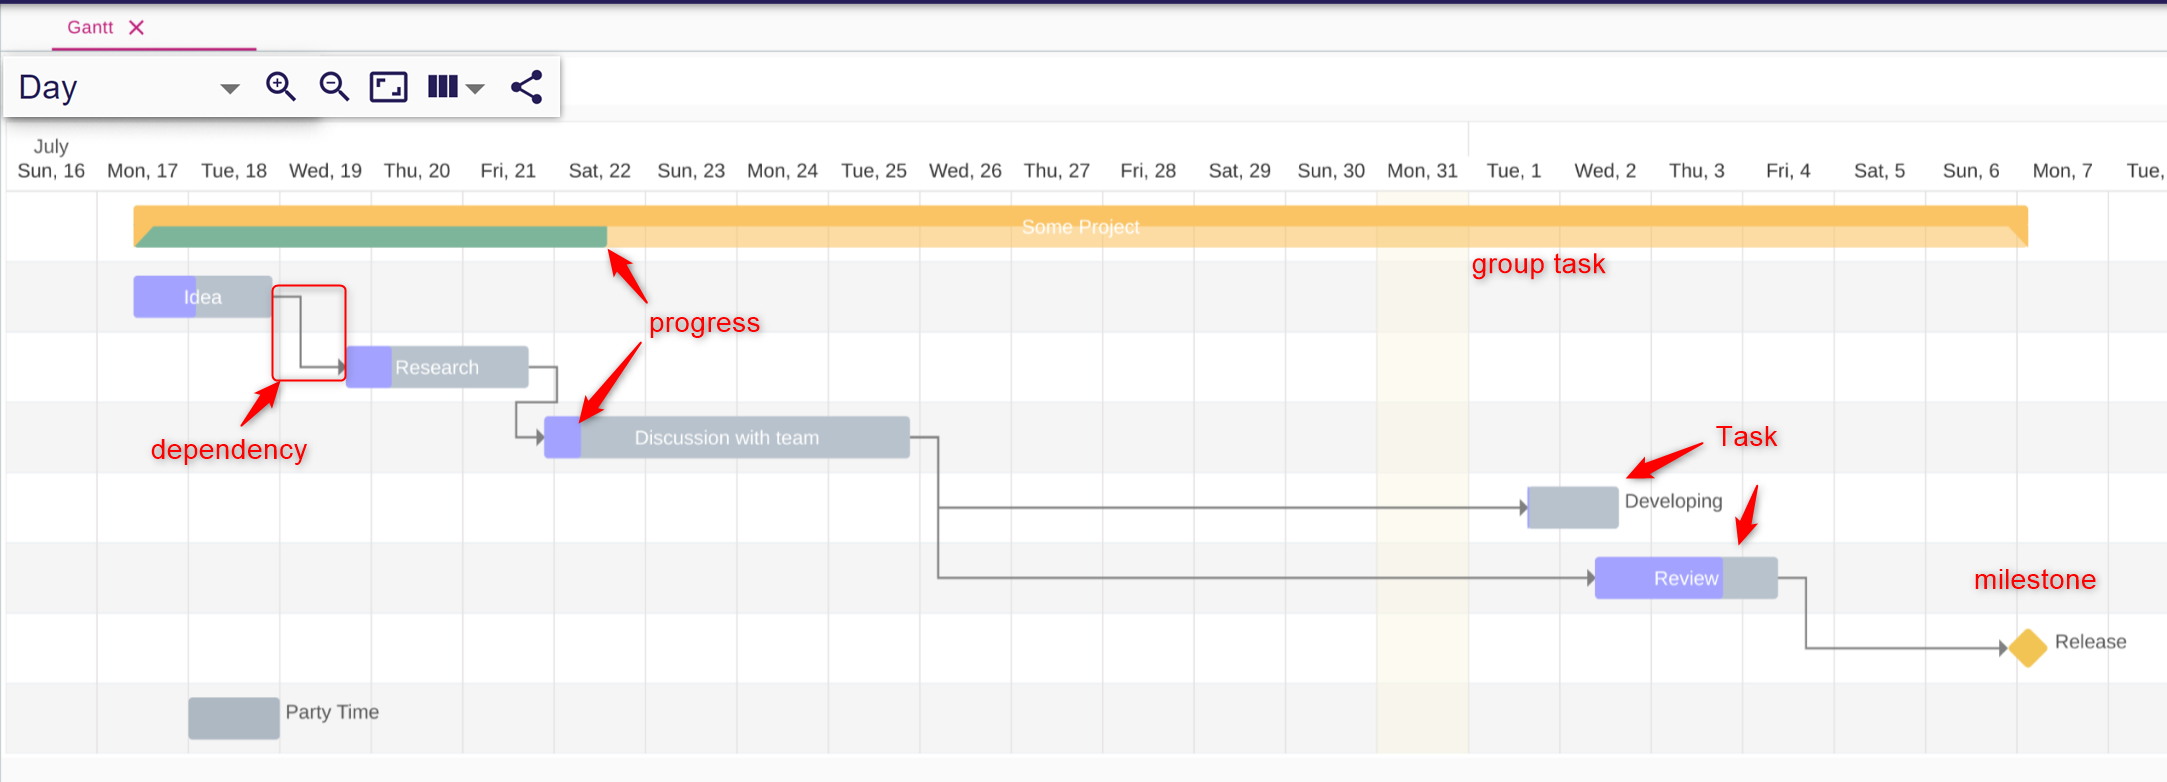 Gantt
Day
July
Sun, 16 Mon, 17 Tue, 18 Wed, 19 Thu, 20 Fri, 21 Sat, 22 Sun, 23 Mon, 24 Tue, 25 Wed, 26 Thu, 27 Fri, 28 Sat, 29 Sun, 30 Mon, 31 Tue, 1 Wed, 2 Thu, 3 Fri, 4 Sat, 5 Sun, 6 Mon, 7 Tue,
Some Project
group task
Idea
progress
Research
dependency
Discussion with team
Task
Developing
Review
milestone
Release
Party Time